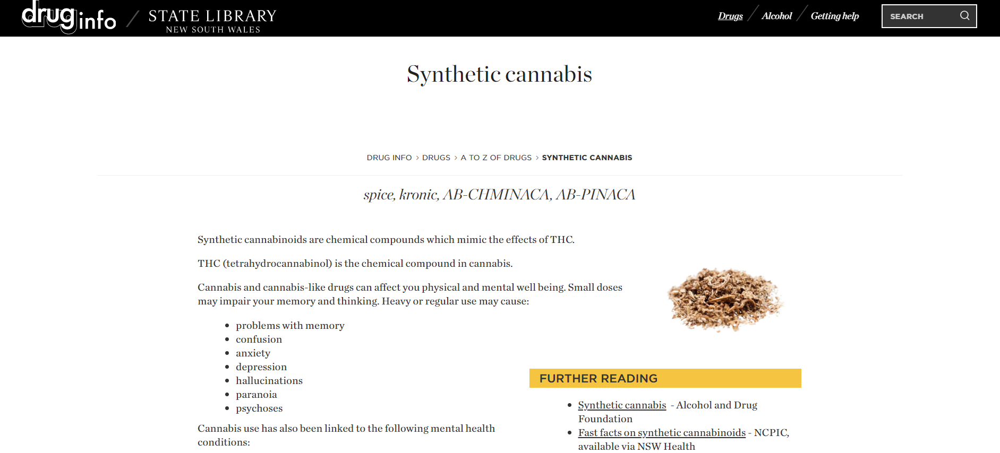 druginfo / STATE LIBRARY
NEW SOUTH WALES
Drugs / Alcohol / Getting help
SEARCH
Synthetic cannabis
DRUG INFO > DRUGS > A TO Z OF DRUGS > SYNTHETIC CANNABIS
spice, kronic, AB-CHMINACA, AB-PINACA
Synthetic cannabinoids are chemical compounds which mimic the effects of THC.
THC (tetrahydrocannabinol) is the chemical compound in cannabis.
Cannabis and cannabis-like drugs can affect you physical and mental well being. Small doses
may impair your memory and thinking. Heavy or regular use may cause:
• problems with memory
• confusion
• anxiety
• depression
• hallucinations
• paranoia
• psychoses
Cannabis use has also been linked to the following mental health
conditions:
FURTHER READING
• Synthetic cannabis - Alcohol and Drug
Foundation
• Fast facts on synthetic cannabinoids - NCPIC,
available via NSW Health